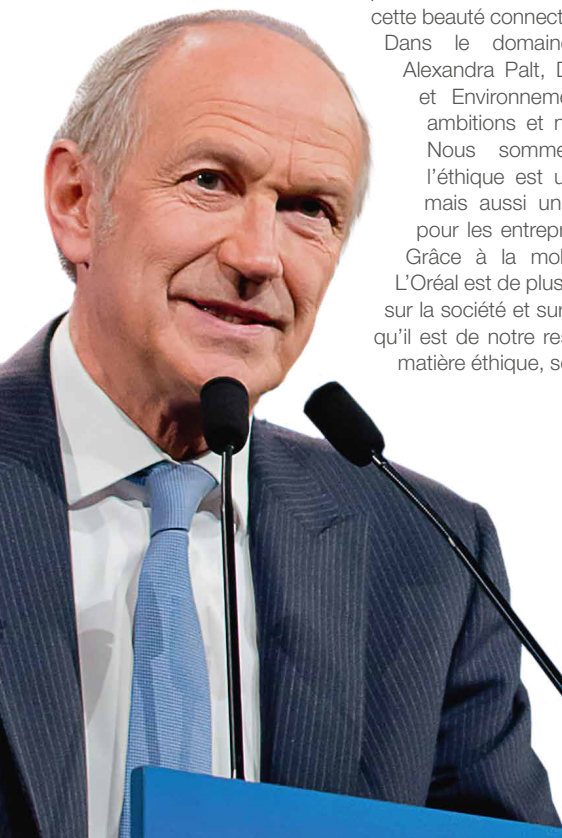 cette beauté connect
Dans le domaine
Alexandra Palt, D
et Environneme
ambitions et n
Nous somme
l’éthique est u
mais aussi un
pour les entrepr
Grâce à la mob
L’Oréal est de plus
sur la société et sur
qu’il est de notre res
matière éthique, so